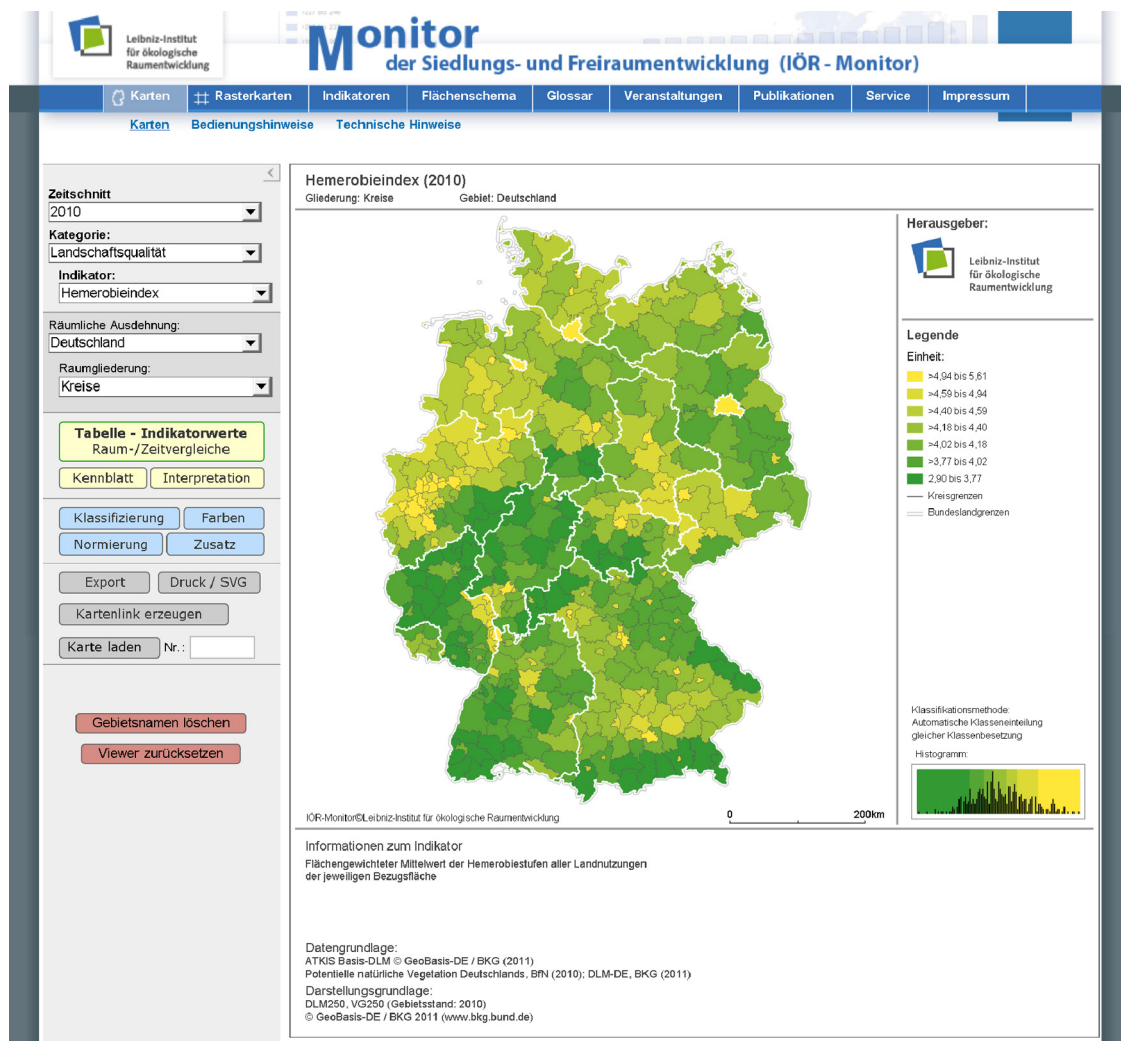 Leibniz-Institut
für ökologische
Raumentwicklung
Monitor
der Siedlungs- und Freiraumentwicklung (IÖR - Monitor)
Karten Rasterkarten Indikatoren Flächenschema Glossar Veranstaltungen Publikationen Service Impressum
Karten Bedienungshinweise Technische Hinweise
<
Zeitschnitt
2010
Kategorie:
Landschaftsqualität
Indikator:
Hemerobieindex
Räumliche Ausdehnung:
Deutschland
Raumgliederung:
Kreise
Tabelle - Indikatorwerte
Raum-/Zeitvergleiche
Kennblatt Interpretation
Klassifizierung Farben
Normierung Zusatz
Export Druck / SVG
Kartenlink erzeugen
Karte laden Nr.:
Gebietsnamen löschen
Viewer zurücksetzen
Hemerobieindex (2010)
Gliederung: Kreise Gebiet: Deutschland
IÖR-Monitor©Leibniz-Institut für ökologische Raumentwicklung
0 200km
Herausgeber:
Leibniz-Institut
für ökologische
Raumentwicklung
Legende
Einheit:
>4,94 bis 5,61
>4,59 bis 4,94
>4,40 bis 4,59
>4,18 bis 4,40
>4,02 bis 4,18
>3,77 bis 4,02
2,90 bis 3,77
Kreisgrenzen
Bundeslandgrenzen
Klassifikationsmethode:
Automatische Klasseneinteilung
gleicher Klassenbesetzung
Histogramm:
Informationen zum Indikator
Flächengewichteter Mittelwert der Hemerobiestufen aller Landnutzungen
der jeweiligen Bezugsfläche
Datengrundlage:
ATKIS Basis-DLM © GeoBasis-DE / BKG (2011)
Potentielle natürliche Vegetation Deutschlands, BfN (2010); DLM-DE, BKG (2011)
Darstellungsgrundlage:
DLM250, VG250 (Gebietsstand: 2010)
© GeoBasis-DE / BKG 2011 (www.bkg.bund.de)